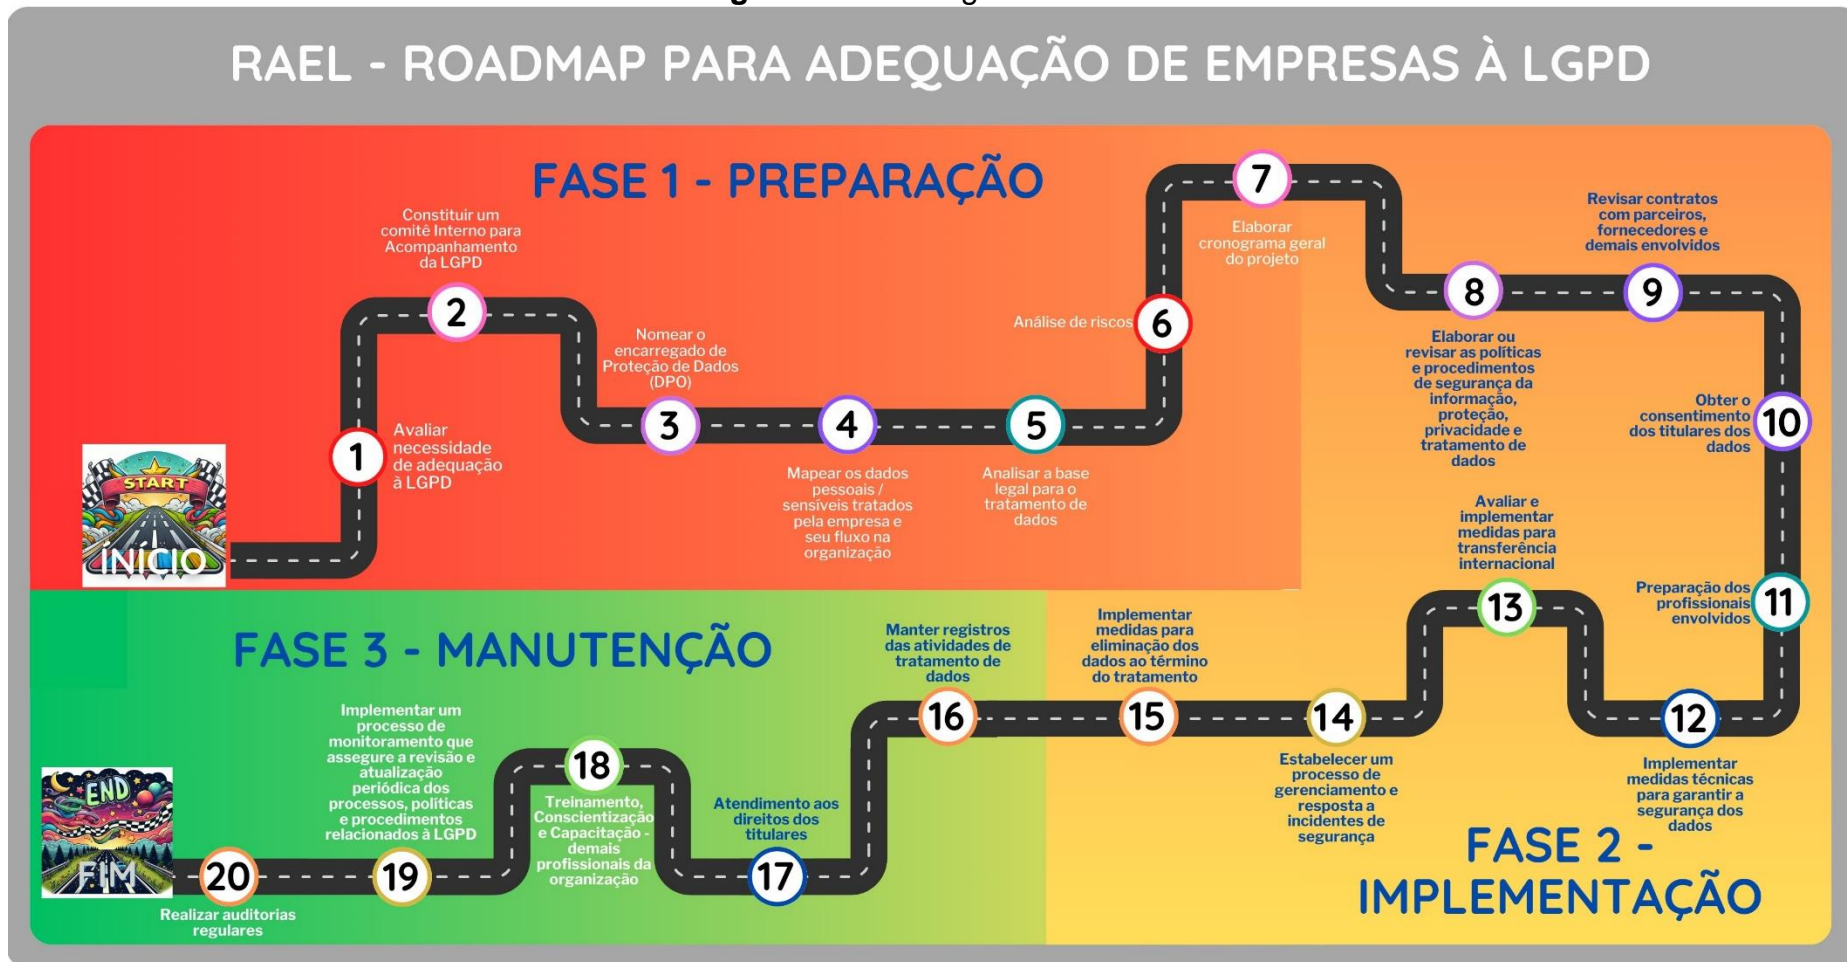 RAEL - ROADMAP PARA ADEQUAÇÃO DE EMPRESAS À LGPD
FASE 1 - PREPARAÇÃO
START
ÍNÍCIO
1
Avaliar
necessidade
de adequação
à LGPD
Constituir um
comitê Interno para
Acompanhamento
da LGPD
2
Nomear o
encarregado de
Proteção de Dados
(DPO)
3
4
Mapear os dados
pessoais /
sensíveis tratados
pela empresa e
seu fluxo na
organização
5
Analisar a base
legal para o
tratamento de
dados
Análise de riscos
6
7
Elaborar
cronograma geral
do projeto
8
Elaborar ou
revisar as políticas
e procedimentos
de segurança da
informação,
proteção,
privacidade e
tratamento de
dados
Revisar contratos
com parceiros,
fornecedores e
demais envolvidos
9
Obter o
consentimento
dos titulares dos
dados
10
Preparação dos
profissionais
envolvidos
11
12
Implementar
medidas técnicas
para garantir a
segurança dos
dados
Avaliar e
implementar
medidas para
transferência
internacional
13
14
Estabelecer um
processo de
gerenciamento e
resposta a
incidentes de
segurança
Implementar
medidas para
eliminação dos
dados ao término
do tratamento
15
FASE 2 -
IMPLEMENTAÇÃO
FASE 3 - MANUTENÇÃO
Manter registros
das atividades de
tratamento de
dados
16
Atendimento aos
direitos dos
titulares
17
18
Treinamento,
Conscientização
e Capacitação -
demais
profissionais da
organização
Implementar um
processo de
monitoramento que
assegure a revisão e
atualização
periódica dos
processos, políticas
e procedimentos
relacionados à LGPD
19
20
Realizar auditorias
regulares
END
FIM